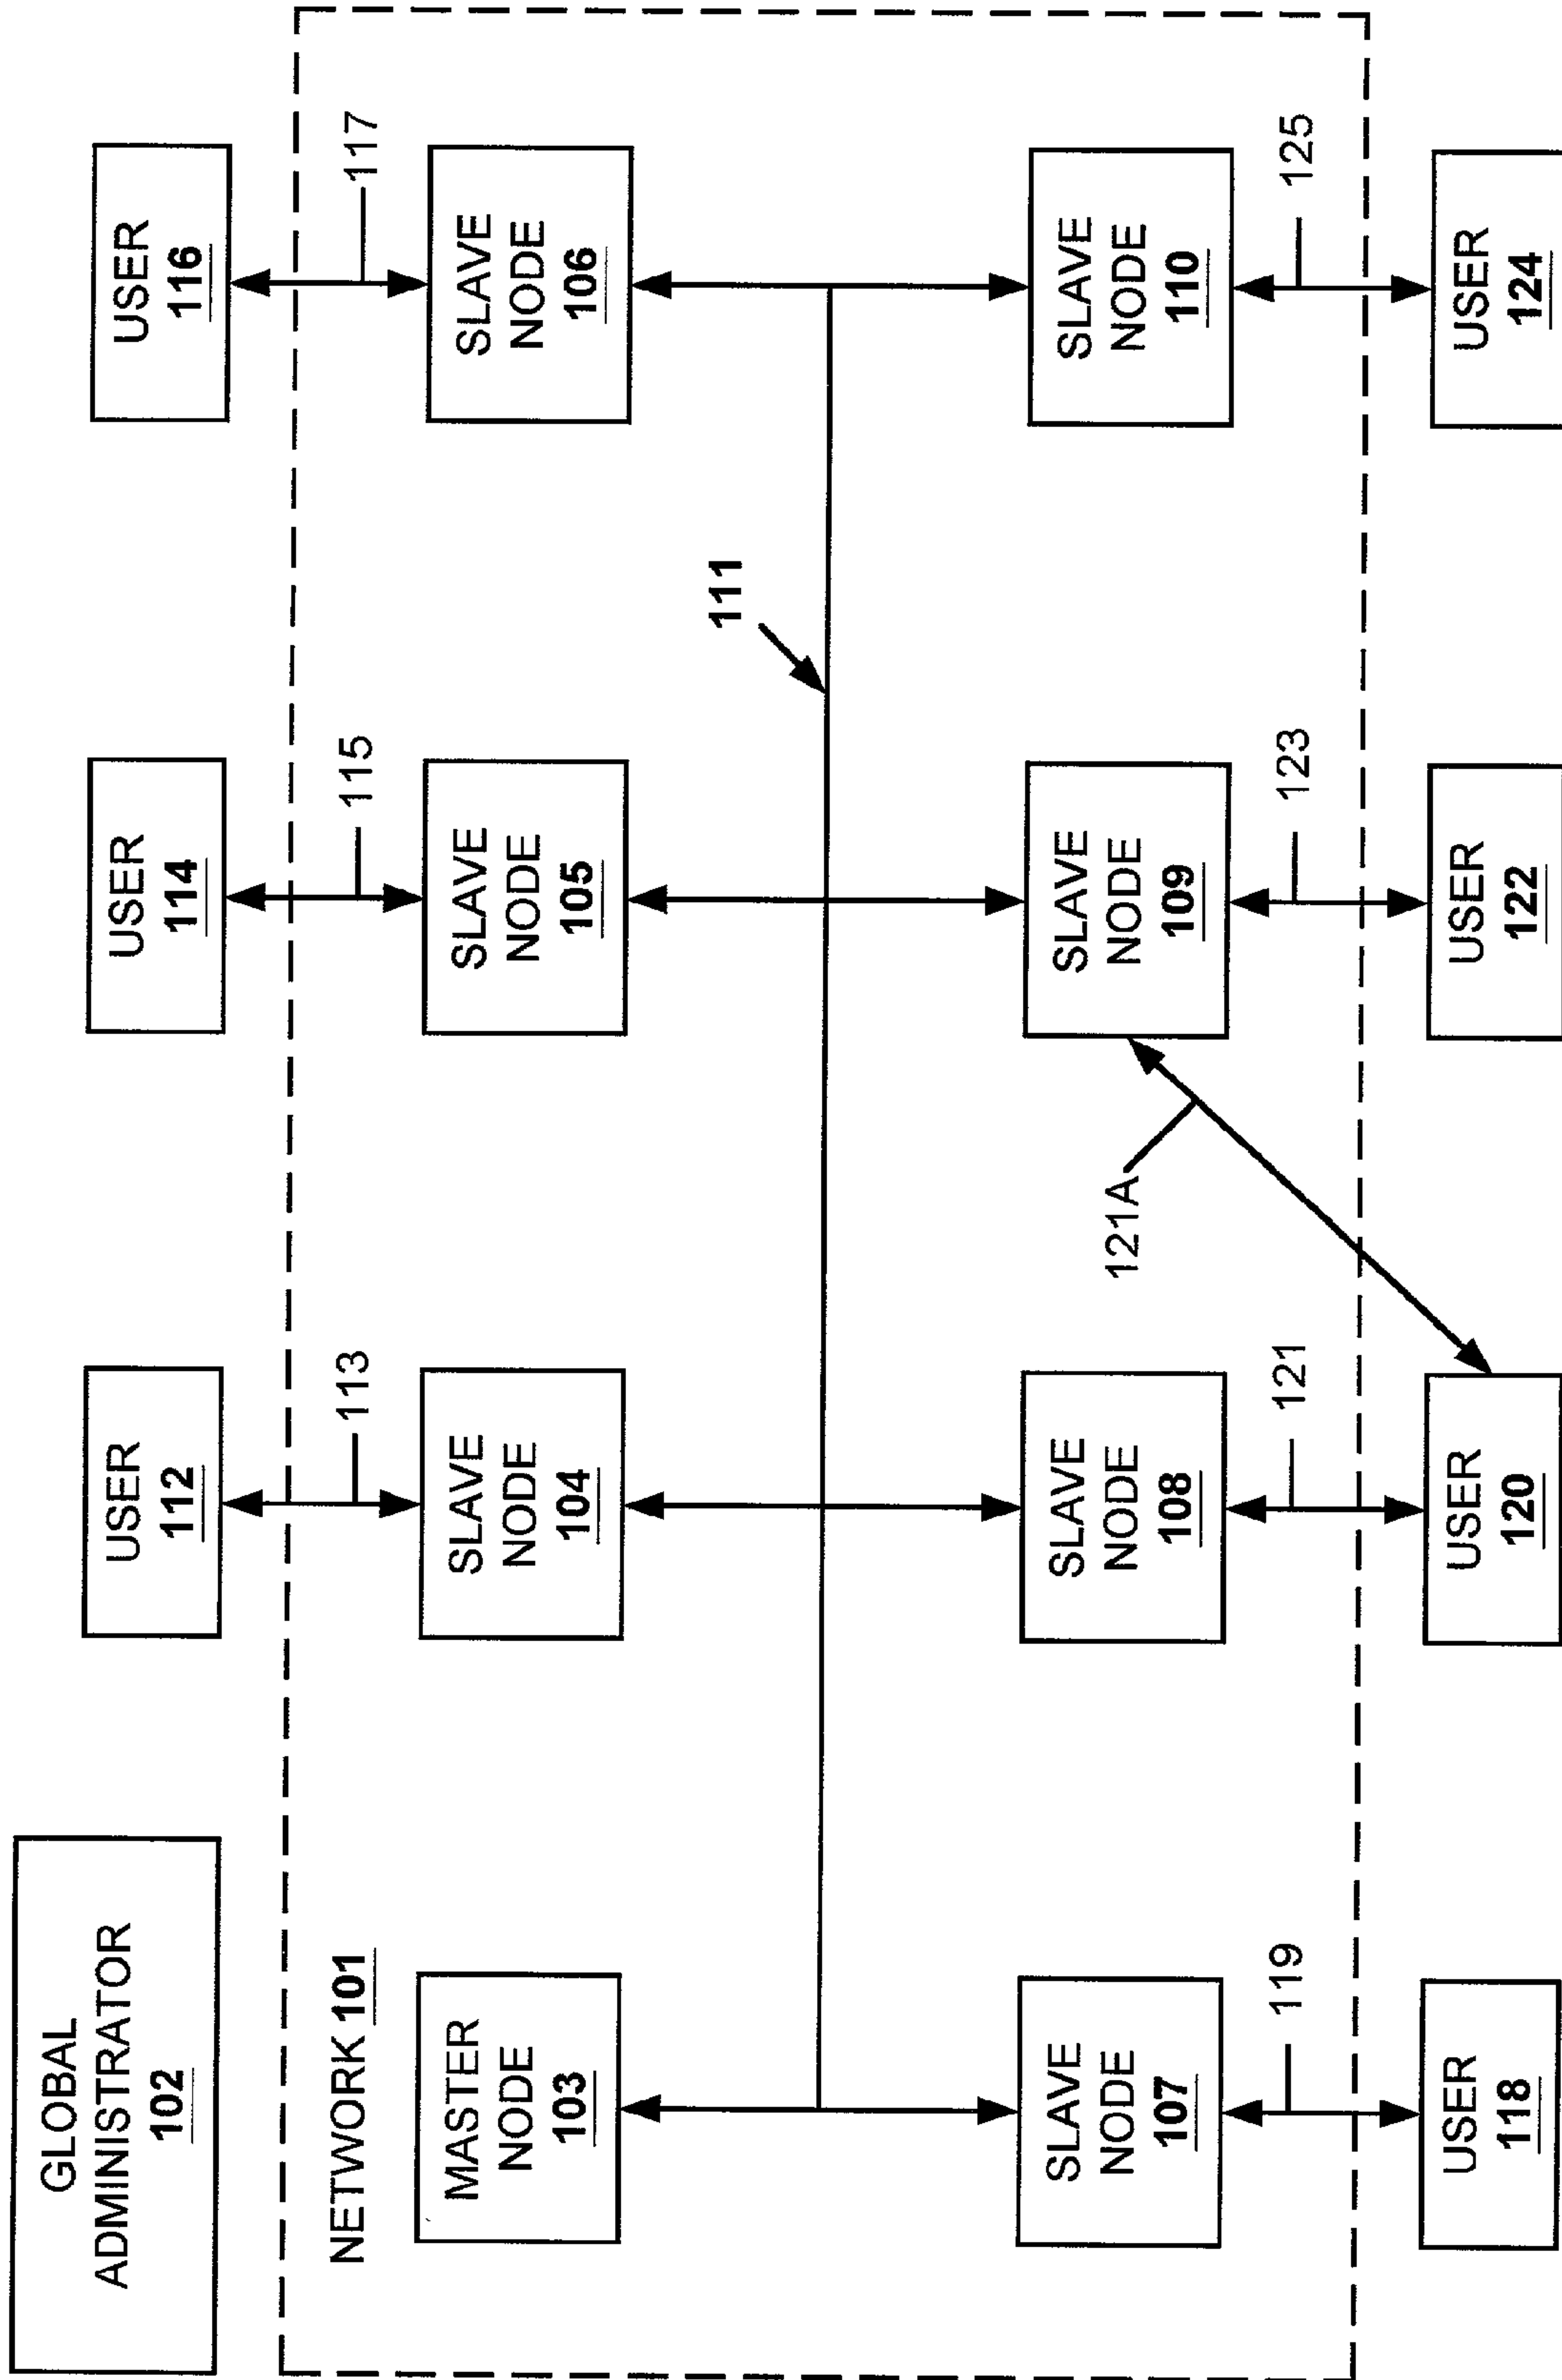 GLOBAL
ADMINISTRATOR
102
USER
112
USER
114
USER
116
NETWORK 101
113
115
117
MASTER
NODE
103
SLAVE
NODE
104
SLAVE
NODE
105
SLAVE
NODE
106
111
SLAVE
NODE
107
SLAVE
NODE
108
121A
SLAVE
NODE
109
SLAVE
NODE
110
119
121
123
125
USER
118
USER
120
USER
122
USER
124